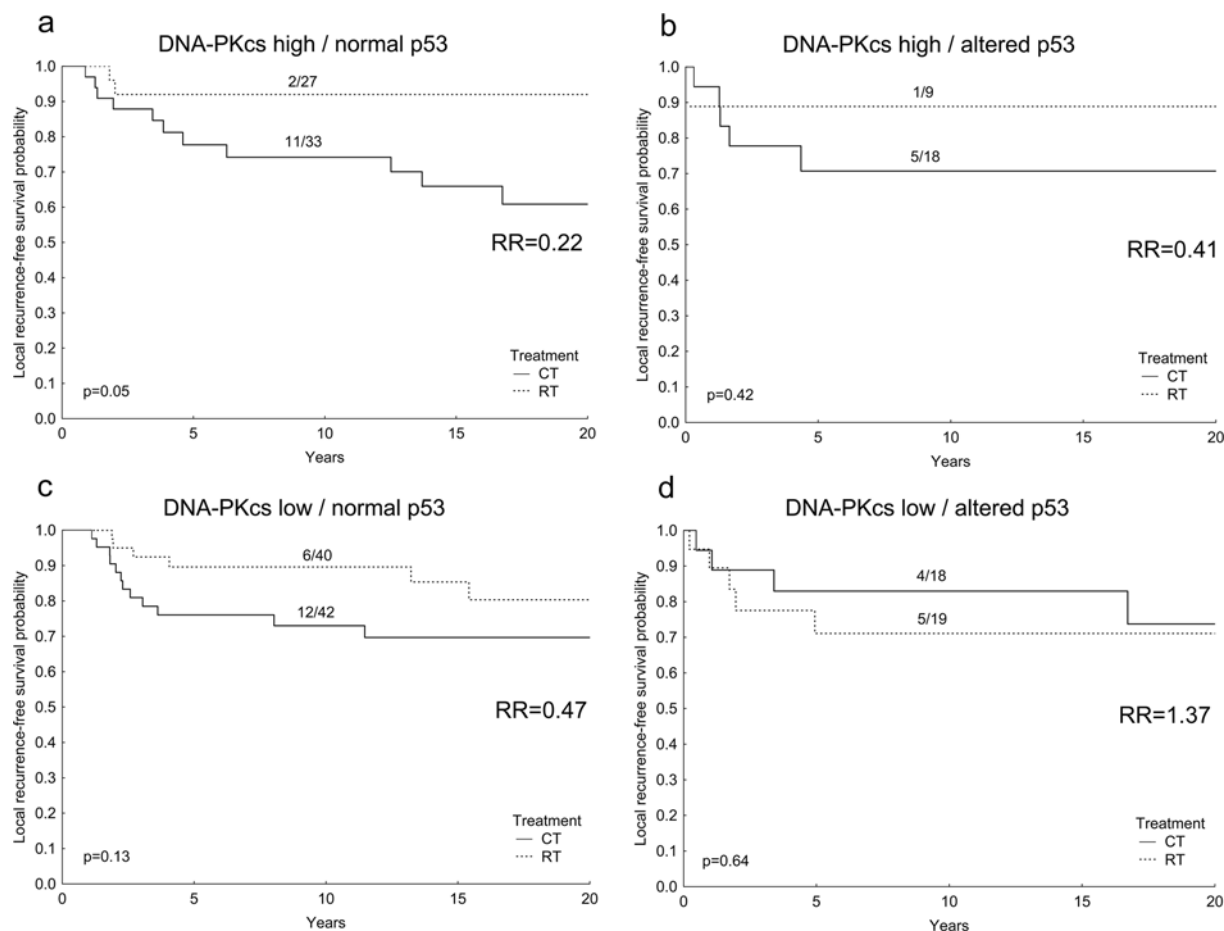 a
DNA-PKcs high / normal p53
Local recurrence-free survival probability
1.0
0.9
0.8
0.7
0.6
0.5
0.4
0.3
0.2
0.1
0.0
2/27
11/33
RR=0.22
Treatment
CT
RT
p=0.05
0 5 10 15 20
Years
b
DNA-PKcs high / altered p53
Local recurrence-free survival probability
1.0
0.9
0.8
0.7
0.6
0.5
0.4
0.3
0.2
0.1
0.0
1/9
5/18
RR=0.41
Treatment
CT
RT
p=0.42
0 5 10 15 20
Years
c
DNA-PKcs low / normal p53
Local recurrence-free survival probability
1.0
0.9
0.8
0.7
0.6
0.5
0.4
0.3
0.2
0.1
0.0
6/40
12/42
RR=0.47
Treatment
CT
RT
p=0.13
0 5 10 15 20
Years
d
DNA-PKcs low / altered p53
Local recurrence-free survival probability
1.0
0.9
0.8
0.7
0.6
0.5
0.4
0.3
0.2
0.1
0.0
4/18
5/19
RR=1.37
Treatment
CT
RT
p=0.64
0 5 10 15 20
Years